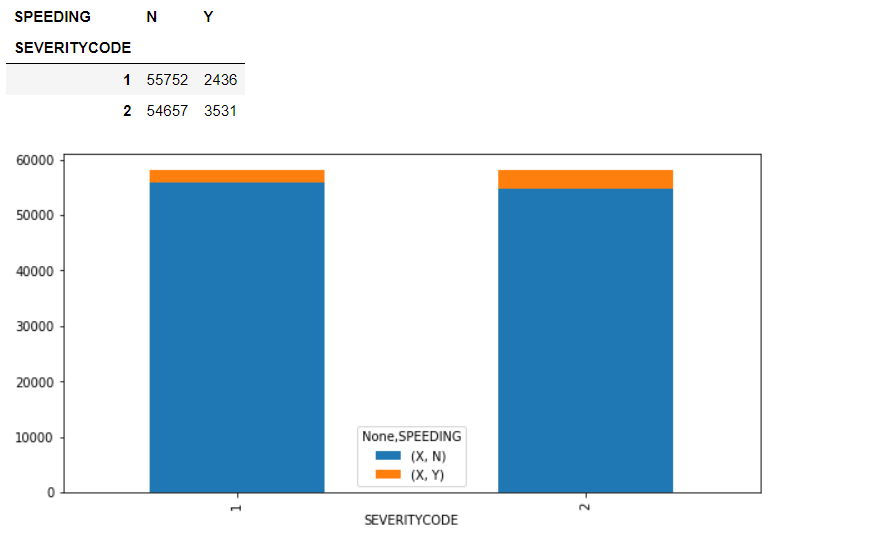 SPEEDING N Y
SEVERITYCODE
1 55752 2436
2 54657 3531
60000
50000
40000
30000
20000
10000
0
None,SPEEDING
(X, N)
(X, Y)
1
2
SEVERITYCODE